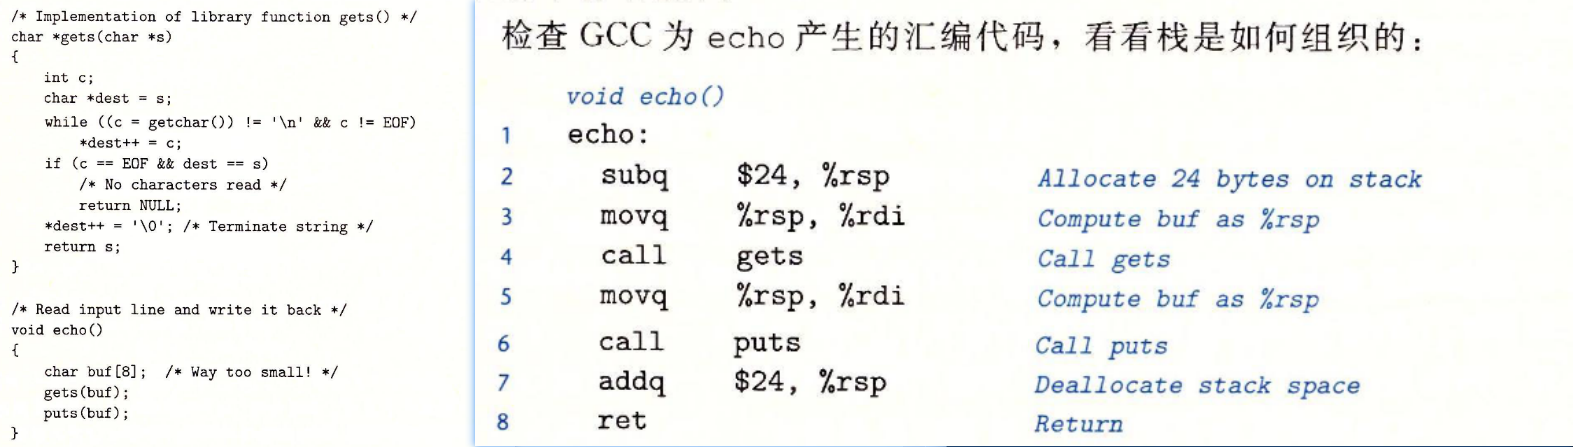 /* Implementation of library function gets() */
char *gets(char *s)
{
    int c;
    char *dest = s;
    while ((c = getchar()) != '\n' && c != EOF)
        *dest++ = c;
    if (c == EOF && dest == s)
        /* No characters read */
        return NULL;
    *dest++ = '\0'; /* Terminate string */
    return s;
}
/* Read input line and write it back */
void echo()
{
    char buf[8];  /* Way too small! */
    gets(buf);
    puts(buf);
}
检查 GCC 为 echo 产生的汇编代码，看看栈是如何组织的：
void echo()
1 echo:
2 subq $24, %rsp Allocate 24 bytes on stack
3 movq %rsp, %rdi Compute buf as %rsp
4 call gets Call gets
5 movq %rsp, %rdi Compute buf as %rsp
6 call puts Call puts
7 addq $24, %rsp Deallocate stack space
8 ret Return